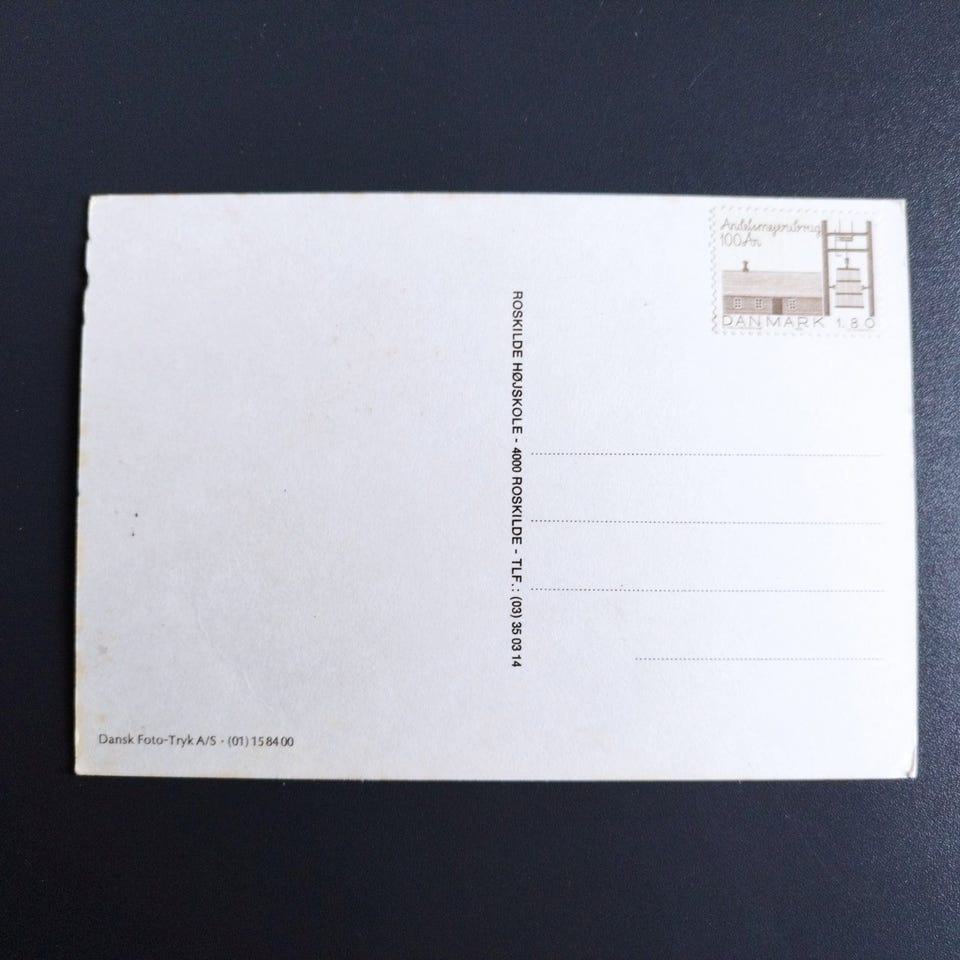 Andelsmejeribrug
100 År
DANMARK 1.80
ROSKILDE HØJSKOLE - 4000 ROSKILDE - TLF.: (03) 35 03 14
Dansk Foto-Tryk A/S · (01) 15 84 00